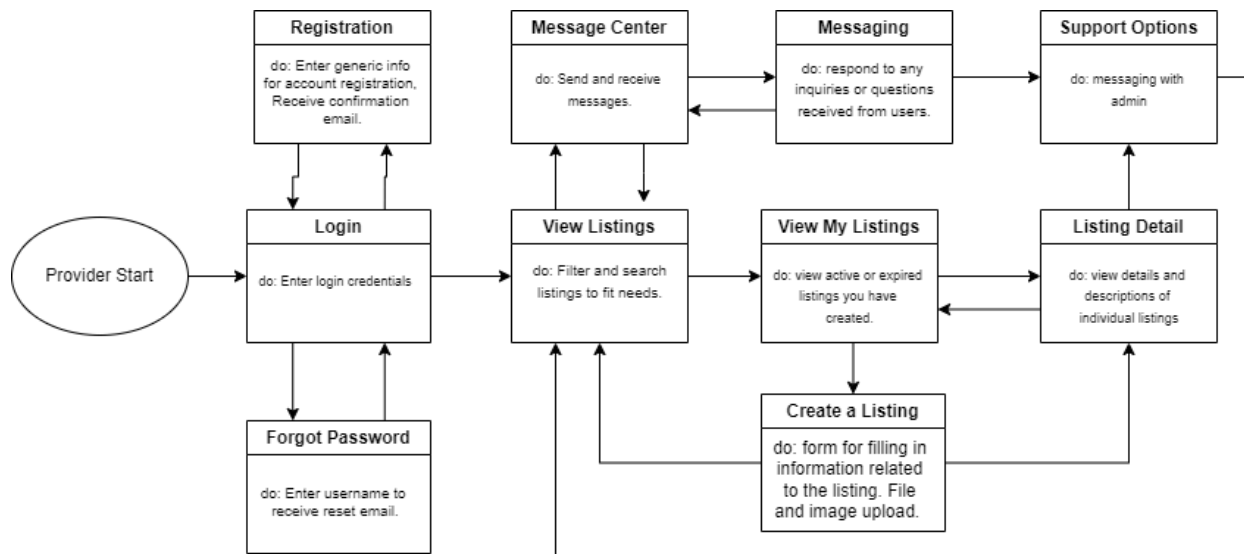 Registration
do: Enter generic info
for account registration,
Receive confirmation
email.
Message Center
do: Send and receive
messages.
Messaging
do: respond to any
inquiries or questions
received from users.
Support Options
do: messaging with
admin
Provider Start
Login
do: Enter login credentials
View Listings
do: Filter and search
listings to fit needs.
View My Listings
do: view active or expired
listings you have
created.
Listing Detail
do: view details and
descriptions of
individual listings
Forgot Password
do: Enter username to
receive reset email.
Create a Listing
do: form for filling in
information related
to the listing. File
and image upload.